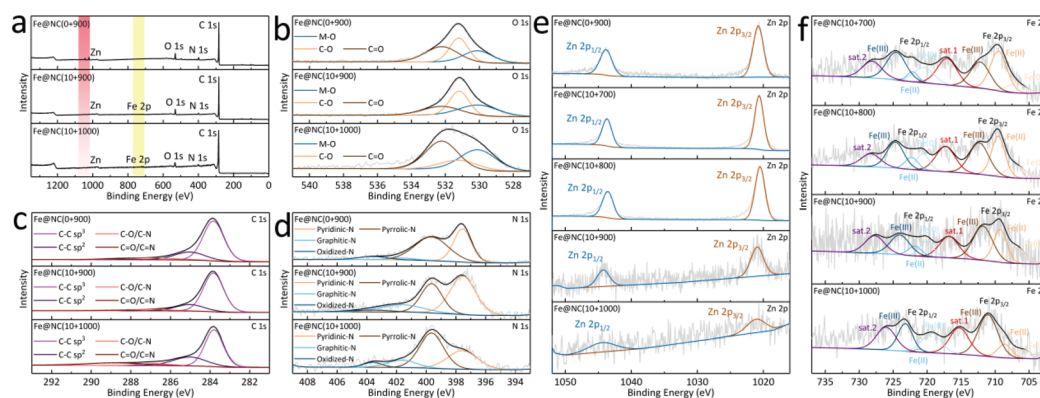 a
Fe@NC(0+900)
C 1s
Zn
O 1s
N 1s
Fe@NC(10+900)
C 1s
Zn
Fe 2p
O 1s
N 1s
Fe@NC(10+1000)
C 1s
Zn
Fe 2p
O 1s
N 1s
Intensity
1200 1000 800 600 400 200 0
Binding Energy (eV)
b
Fe@NC(0+900)
O 1s
M-O
C-O C=O
Fe@NC(10+900)
O 1s
M-O
C-O C=O
Fe@NC(10+1000)
O 1s
M-O
C-O C=O
Intensity
540 538 536 534 532 530 528
Binding Energy (eV)
c
Fe@NC(0+900)
C 1s
C-C sp3 C-O/C-N
C-C sp2 C=O/C=N
Fe@NC(10+900)
C 1s
C-C sp3 C-O/C-N
C-C sp2 C=O/C=N
Fe@NC(10+1000)
C 1s
C-C sp3 C-O/C-N
C-C sp2 C=O/C=N
Intensity
292 290 288 286 284 282
Binding Energy (eV)
d
Fe@NC(0+900)
N 1s
Pyridinic-N Pyrrolic-N
Graphitic-N
Oxidized-N
Fe@NC(10+900)
N 1s
Pyridinic-N Pyrrolic-N
Graphitic-N
Oxidized-N
Fe@NC(10+1000)
N 1s
Pyridinic-N Pyrrolic-N
Graphitic-N
Oxidized-N
Intensity
408 406 404 402 400 398 396 394
Binding Energy (eV)
e
Fe@NC(0+900)
Zn 2p
Zn 2p1/2
Zn 2p3/2
Fe@NC(10+700)
Zn 2p
Zn 2p1/2
Zn 2p3/2
Fe@NC(10+800)
Zn 2p
Zn 2p1/2
Zn 2p3/2
Fe@NC(10+900)
Zn 2p
Zn 2p1/2
Zn 2p3/2
Fe@NC(10+1000)
Zn 2p
Zn 2p1/2
Zn 2p3/2
Intensity
1050 1040 1030 1020
Binding Energy (eV)
f
Fe@NC(10+700)
Fe 2
sat.2
Fe(III)
Fe 2p1/2
Fe(II)
sat.1
Fe(III)
Fe 2p3/2
Fe(II)
Fe@NC(10+800)
Fe 2
sat.2
Fe(III)
Fe 2p1/2
Fe(II)
sat.1
Fe(III)
Fe 2p3/2
Fe@NC(10+900)
Fe 2
sat.2
Fe(III)
Fe 2p1/2
Fe(II)
sat.1
Fe(III)
Fe 2p3/2
Fe@NC(10+1000)
Fe 2
sat.2
Fe(III)
Fe 2p1/2
sat.1
Fe(III)
Fe 2p3/2
Intensity
735 730 725 720 715 710 705
Binding Energy (eV)